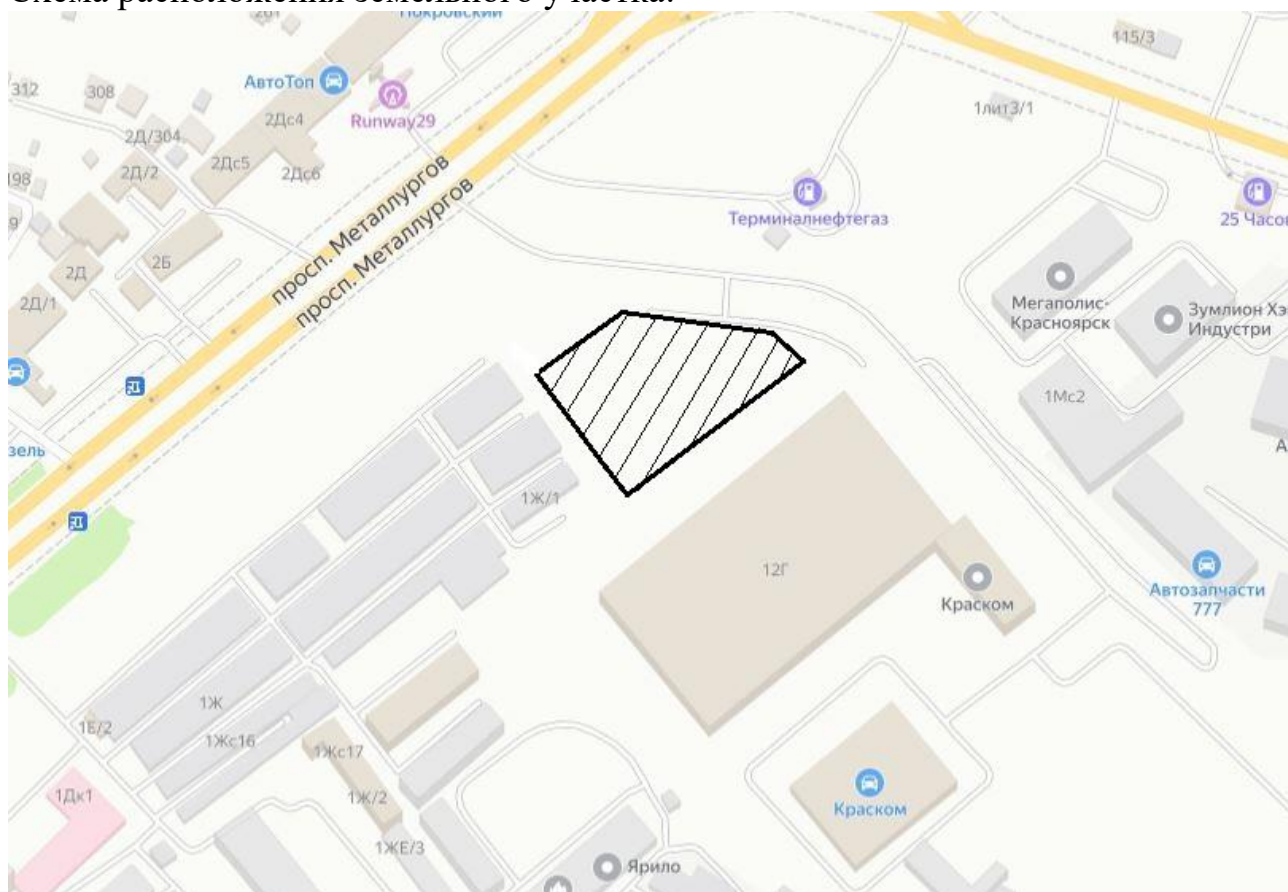 Схема расположения земельного участка:
Покровский
115/3
АвтоТоп
312
308
2Дс4
Runway29
1лит3/1
2Д/304
2Д/2
2Дс5
2Дс6
просп. Металлургов
просп. Металлургов
Терминалнефтегаз
25 Часов
2Б
2Д
2Д/1
Мегаполис-
Красноярск
Зумлион Хэ
Индустри
1Мс2
зель
1Ж/1
12Г
Краском
Автозапчасти
777
1Ж
1Е/2
1Жс16
1Жс17
1Дк1
1Ж/2
Краском
1ЖЕ/3
Ярило